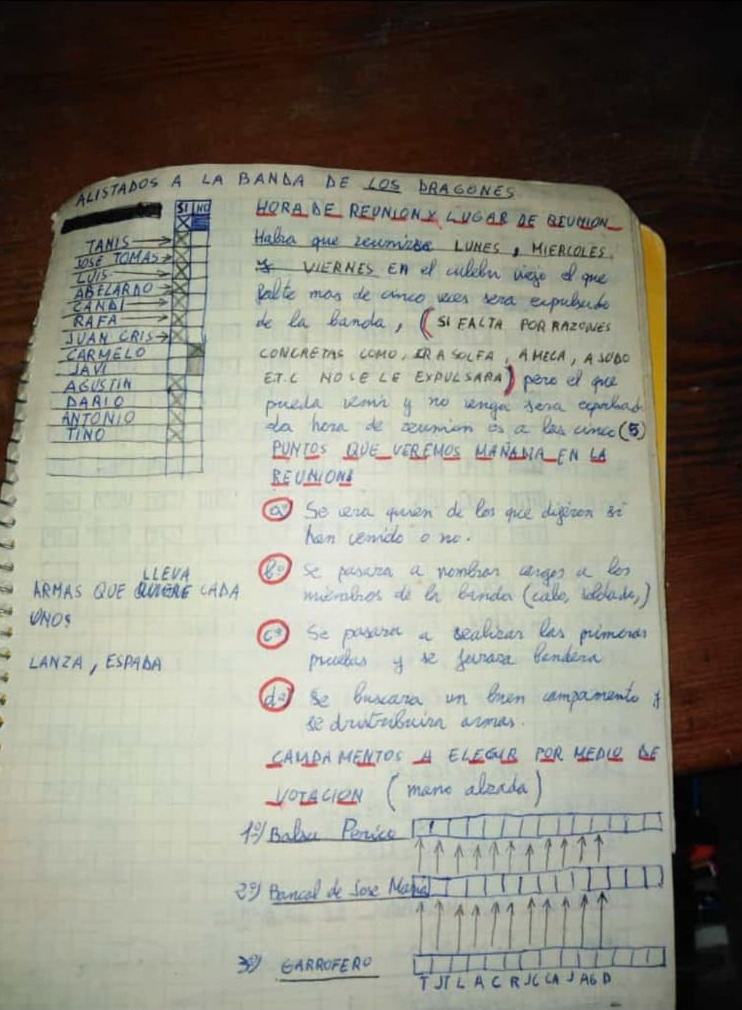 ALISTADOS A LA BANDA DE LOS DRAGONES
SI NO
TANIS
JOSE TOMAS
LUIS
ABELARDO
CANDI
RAFA
JUAN CRIS
CARMELO
JAVI
AGUSTIN
DARIO
ANTONIO
TINO
ARMAS QUE LLEVA CADA
UNO:
LANZA, ESPADA
HORA DE REUNION Y LUGAR DE REUNION
Habra que reunirse LUNES, MIERCOLES
VIERNES EN el viejo el que
falte mas de cinco veces sera expulsado
de la banda, (SI FALTA POR RAZONES
CONCRETAS COMO, IR A SOLFA, A MECA, A JUDO
E.T.C NO SE LE EXPULSARA) pero el que
pueda venir y no venga sera
La hora de reunion es a las cinco (5)
PUNTOS QUE VEREMOS MAÑANA EN LA
REUNION:
aº) Se vera quien de los que dijeron si
han venido o no.
bº) Se pasara a nombrar cargos a los
miembros de la banda (cabo, soldado,)
cº) Se pasara a realizar las primeras
pruebas y se jurara bandera
dº) Se buscara un buen campamento y
se distribuira armas.
CAMPAMENTOS A ELEGIR POR MEDIO DE
VOTACION (mano alzada)
1º) Balsa Perico
2º) Bancal de Jose Maria
3º) GARROFERO
T JT L A C R JC CA J AG D